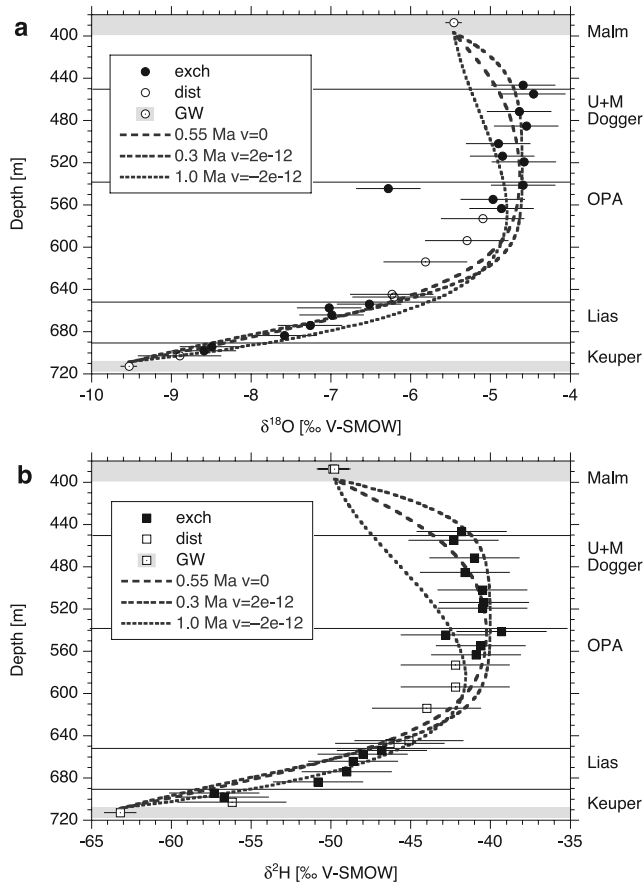 a
Depth [m]
400
440
480
520
560
600
640
680
720
exch
dist
GW
0.55 Ma v=0
0.3 Ma v=2e-12
1.0 Ma v=−2e-12
Malm
U+M
Dogger
OPA
Lias
Keuper
-10
-9
-8
-7
-6
-5
-4
δ18O [‰ V-SMOW]
b
Depth [m]
400
440
480
520
560
600
640
680
720
exch
dist
GW
0.55 Ma v=0
0.3 Ma v=2e-12
1.0 Ma v=−2e-12
Malm
U+M
Dogger
OPA
Lias
Keuper
-65
-60
-55
-50
-45
-40
-35
δ2H [‰ V-SMOW]